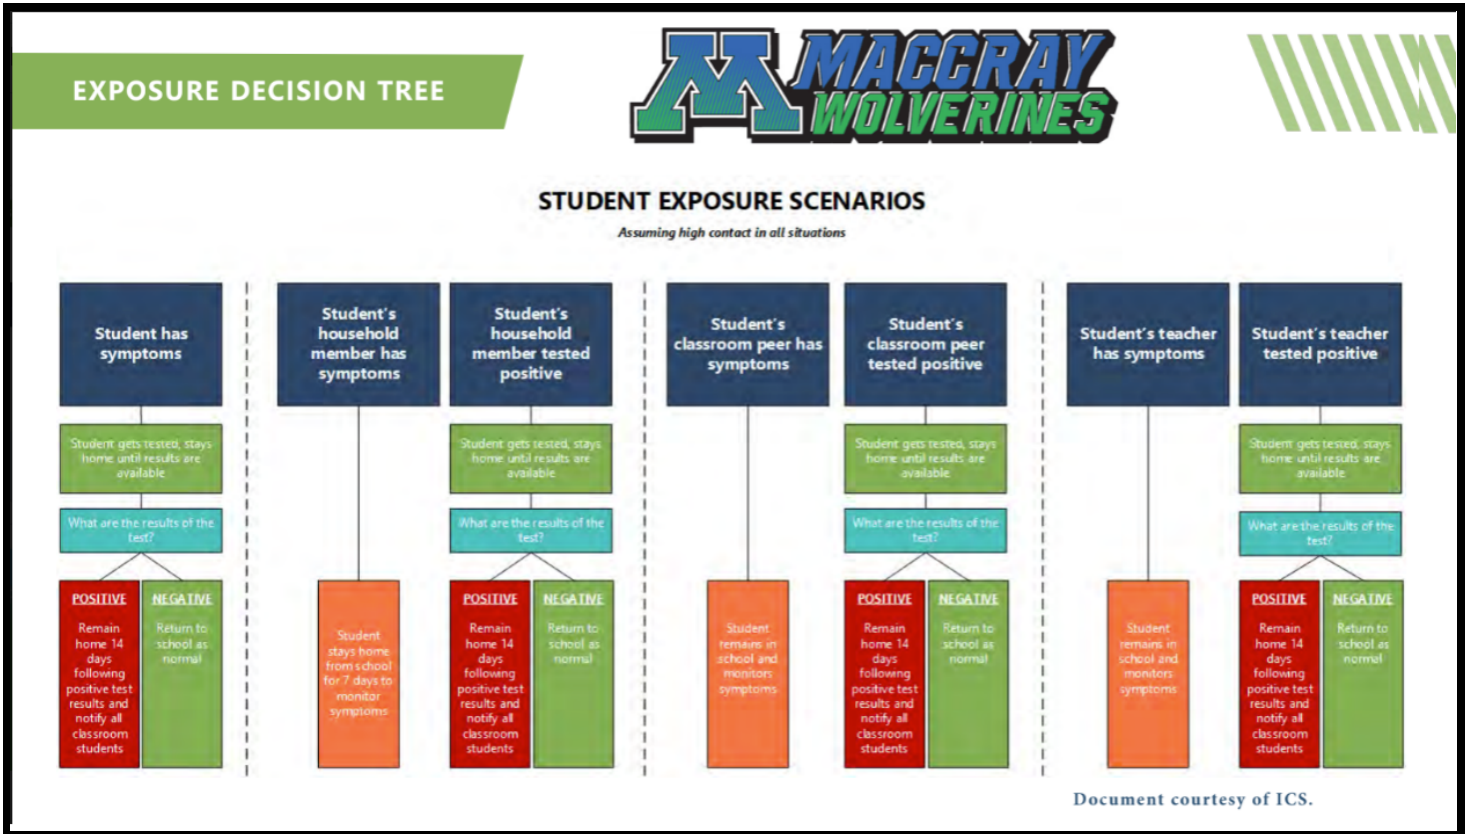 EXPOSURE DECISION TREE
MACCRAY
WOLVERINES
STUDENT EXPOSURE SCENARIOS
Assuming high contact in all situations
Student has
symptoms
Student gets tested, stays
home until results are
available
What are the results of the
test?
POSITIVE
Remain
home 14
days
following
positive test
results and
notify all
classroom
students
NEGATIVE
Return to
school as
normal
Student's
household
member has
symptoms
Student
stays home
from school
for 7 days to
monitor
symptoms
Student's
household
member tested
positive
Student gets tested, stays
home until results are
available
What are the results of the
test?
POSITIVE
Remain
home 14
days
following
positive test
results and
notify all
classroom
students
NEGATIVE
Return to
school as
normal
Student's
classroom peer has
symptoms
Student
remains in
school and
monitors
symptoms
Student's
classroom peer
tested positive
Student gets tested, stays
home until results are
available
What are the results of the
test?
POSITIVE
Remain
home 14
days
following
positive test
results and
notify all
classroom
students
NEGATIVE
Return to
school as
normal
Student's teacher
has symptoms
Student
remains in
school and
monitors
symptoms
Student's teacher
tested positive
Student gets tested, stays
home until results are
available
What are the results of the
test?
POSITIVE
Remain
home 14
days
following
positive test
results and
notify all
classroom
students
NEGATIVE
Return to
school as
normal
Document courtesy of ICS.